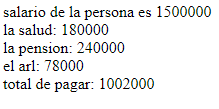 salario de la persona es 1500000
la salud: 180000
la pension: 240000
el arl: 78000
total de pagar: 1002000